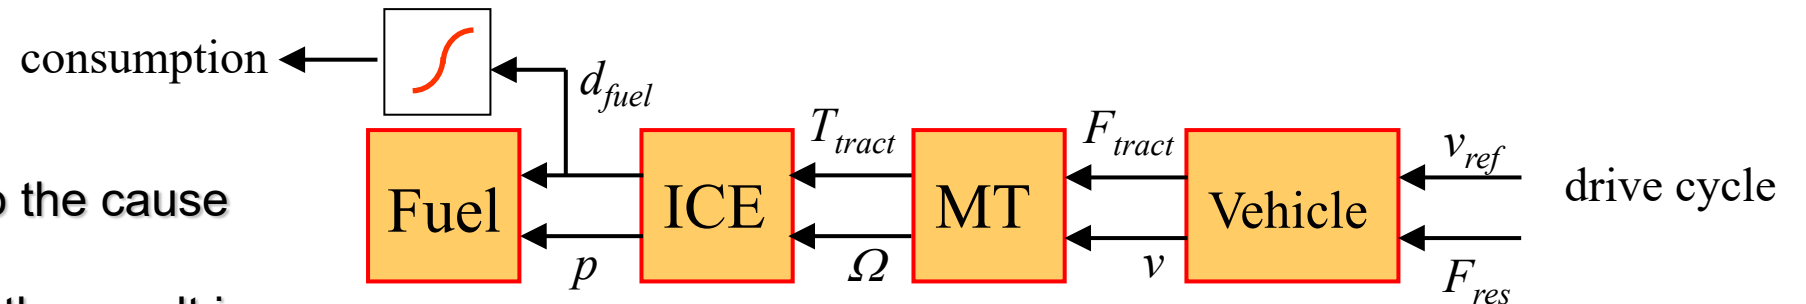 consumption
d_fuel
T_tract
F_tract
v_ref
the cause
Fuel
ICE
MT
Vehicle
drive cycle
p
Ω
v
F_res